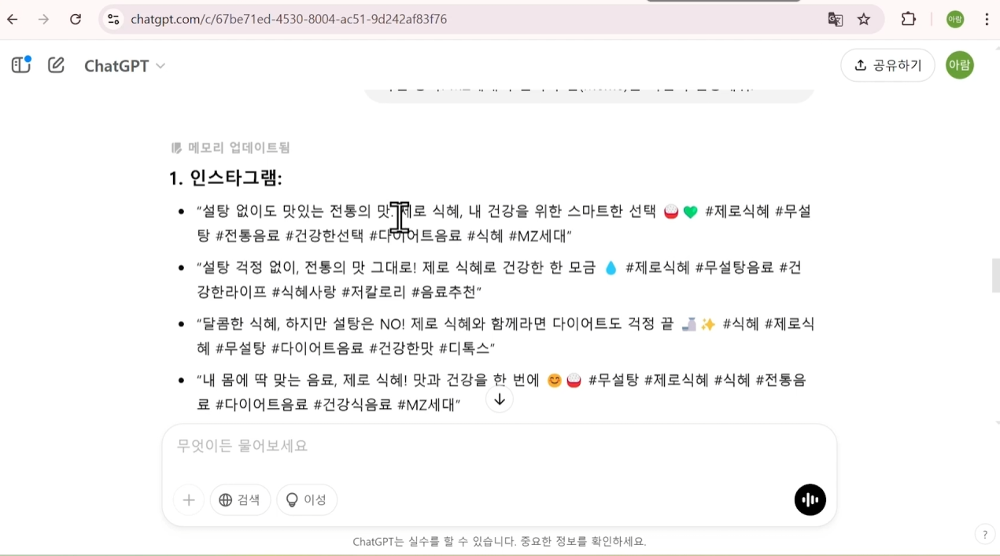 chatgpt.com/c/67be71ed-4530-8004-ac51-9d242af83f76
아람
ChatGPT
공유하기
아람
메모리 업데이트됨
1. 인스타그램:
“설탕 없이도 맛있는 전통의 맛. 제로 식혜, 내 건강을 위한 스마트한 선택 🍚💚 #제로식혜 #무설
탕 #전통음료 #건강한선택 #다이어트음료 #식혜 #MZ세대”
“설탕 걱정 없이, 전통의 맛 그대로! 제로 식혜로 건강한 한 모금 💧 #제로식혜 #무설탕음료 #건
강한라이프 #식혜사랑 #저칼로리 #음료추천”
“달콤한 식혜, 하지만 설탕은 NO! 제로 식혜와 함께라면 다이어트도 걱정 끝 🍶✨ #식혜 #제로식
혜 #무설탕 #다이어트음료 #건강한맛 #디톡스”
“내 몸에 딱 맞는 음료, 제로 식혜! 맛과 건강을 한 번에 😊🍚 #무설탕 #제로식혜 #식혜 #전통음
료 #다이어트음료 #건강식음료 #MZ세대”
무엇이든 물어보세요
검색
이성
ChatGPT는 실수를 할 수 있습니다. 중요한 정보를 확인하세요.
?